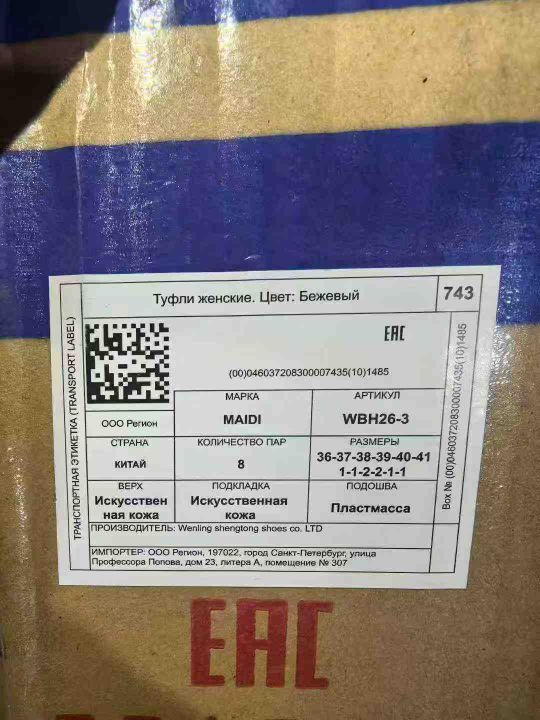 Туфли женские. Цвет: Бежевый
743
ТРАНСПОРТНАЯ ЭТИКЕТКА (TRANSPORT LABEL)
EAC
(00)046037208300007435(10)1485
Box № (00)046037208300007435(10)1485
ООО Регион
МАРКА
MAIDI
АРТИКУЛ
WBH26-3
СТРАНА
КИТАЙ
КОЛИЧЕСТВО ПАР
8
РАЗМЕРЫ
36-37-38-39-40-41
1-1-2-2-1-1
ВЕРХ
Искусствен
ная кожа
ПОДКЛАДКА
Искусственная
кожа
ПОДОШВА
Пластмасса
ПРОИЗВОДИТЕЛЬ: Wenling shengtong shoes co. LTD
ИМПОРТЕР: ООО Регион, 197022, город Санкт-Петербург, улица
Профессора Попова, дом 23, литера А, помещение № 307
EAC